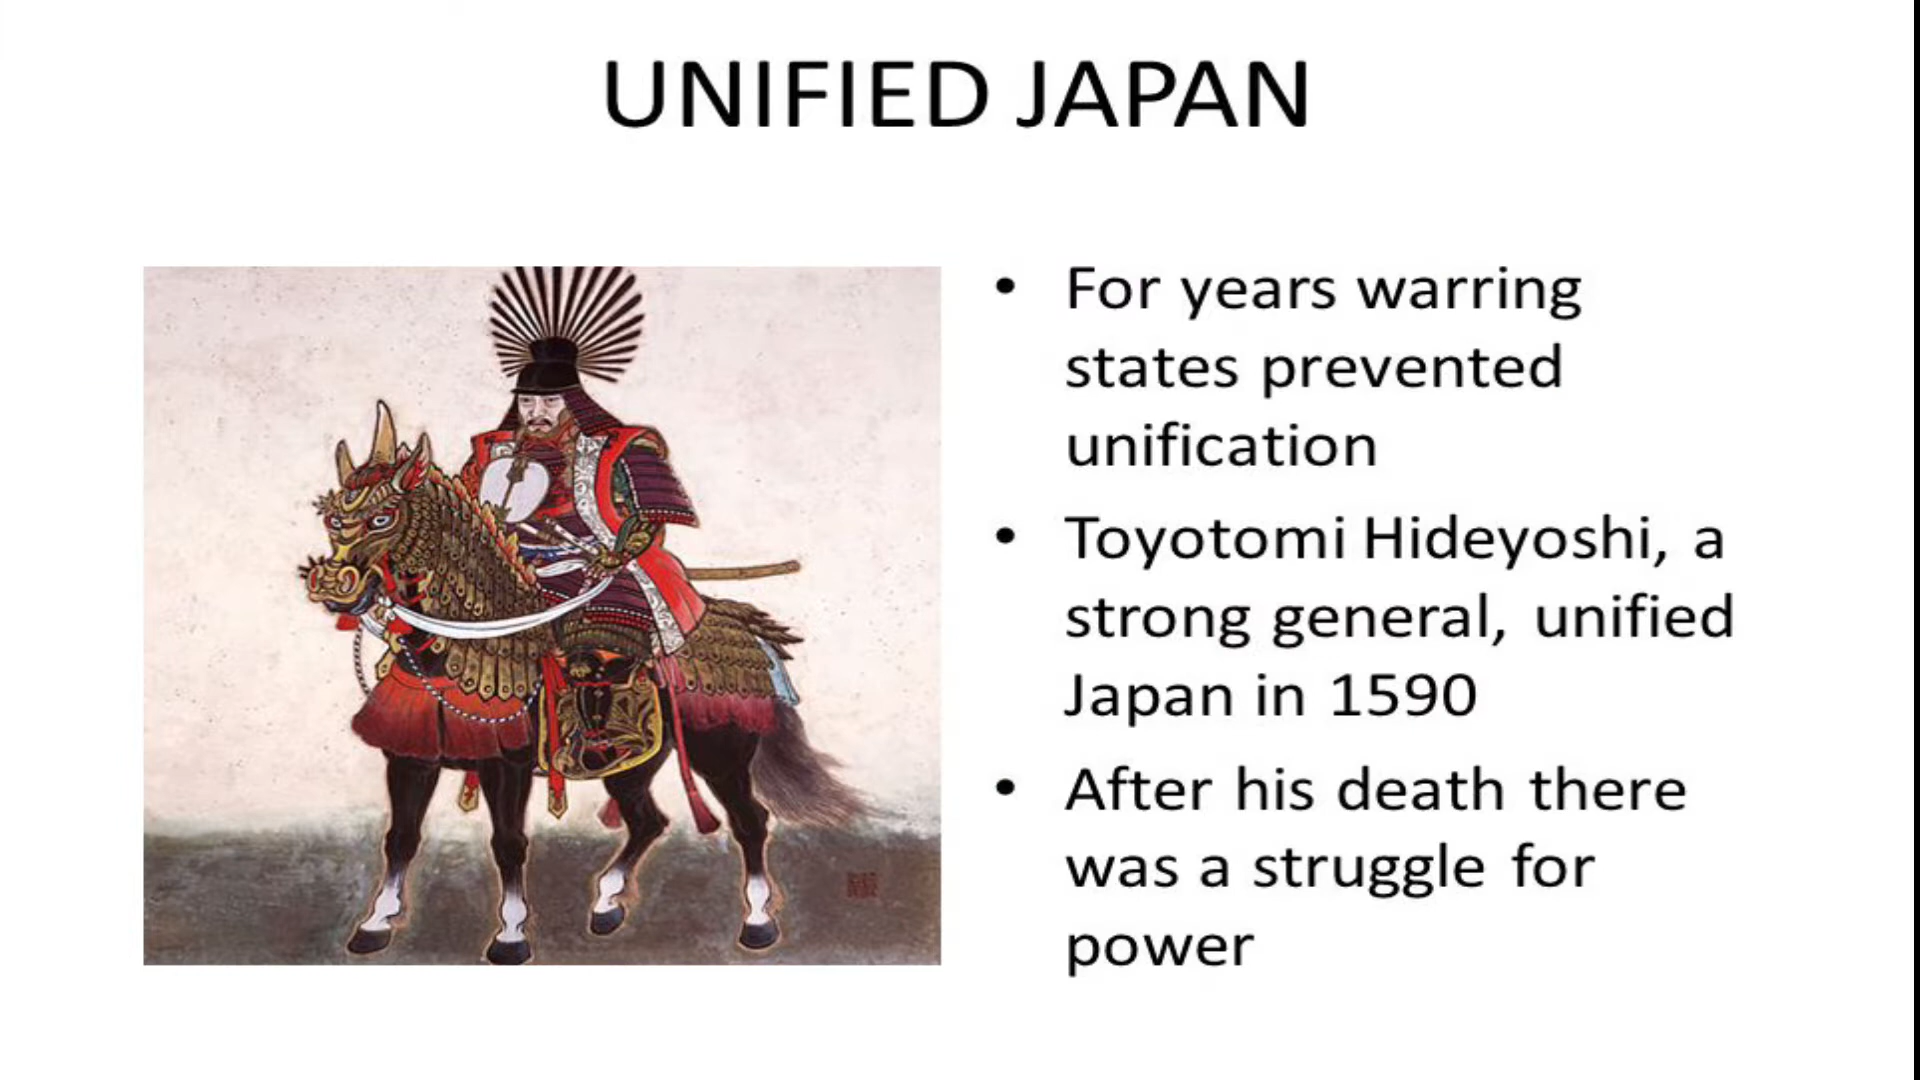 UNIFIED JAPAN
• For years warring
states prevented
unification
• Toyotomi Hideyoshi, a
strong general, unified
Japan in 1590
• After his death there
was a struggle for
power